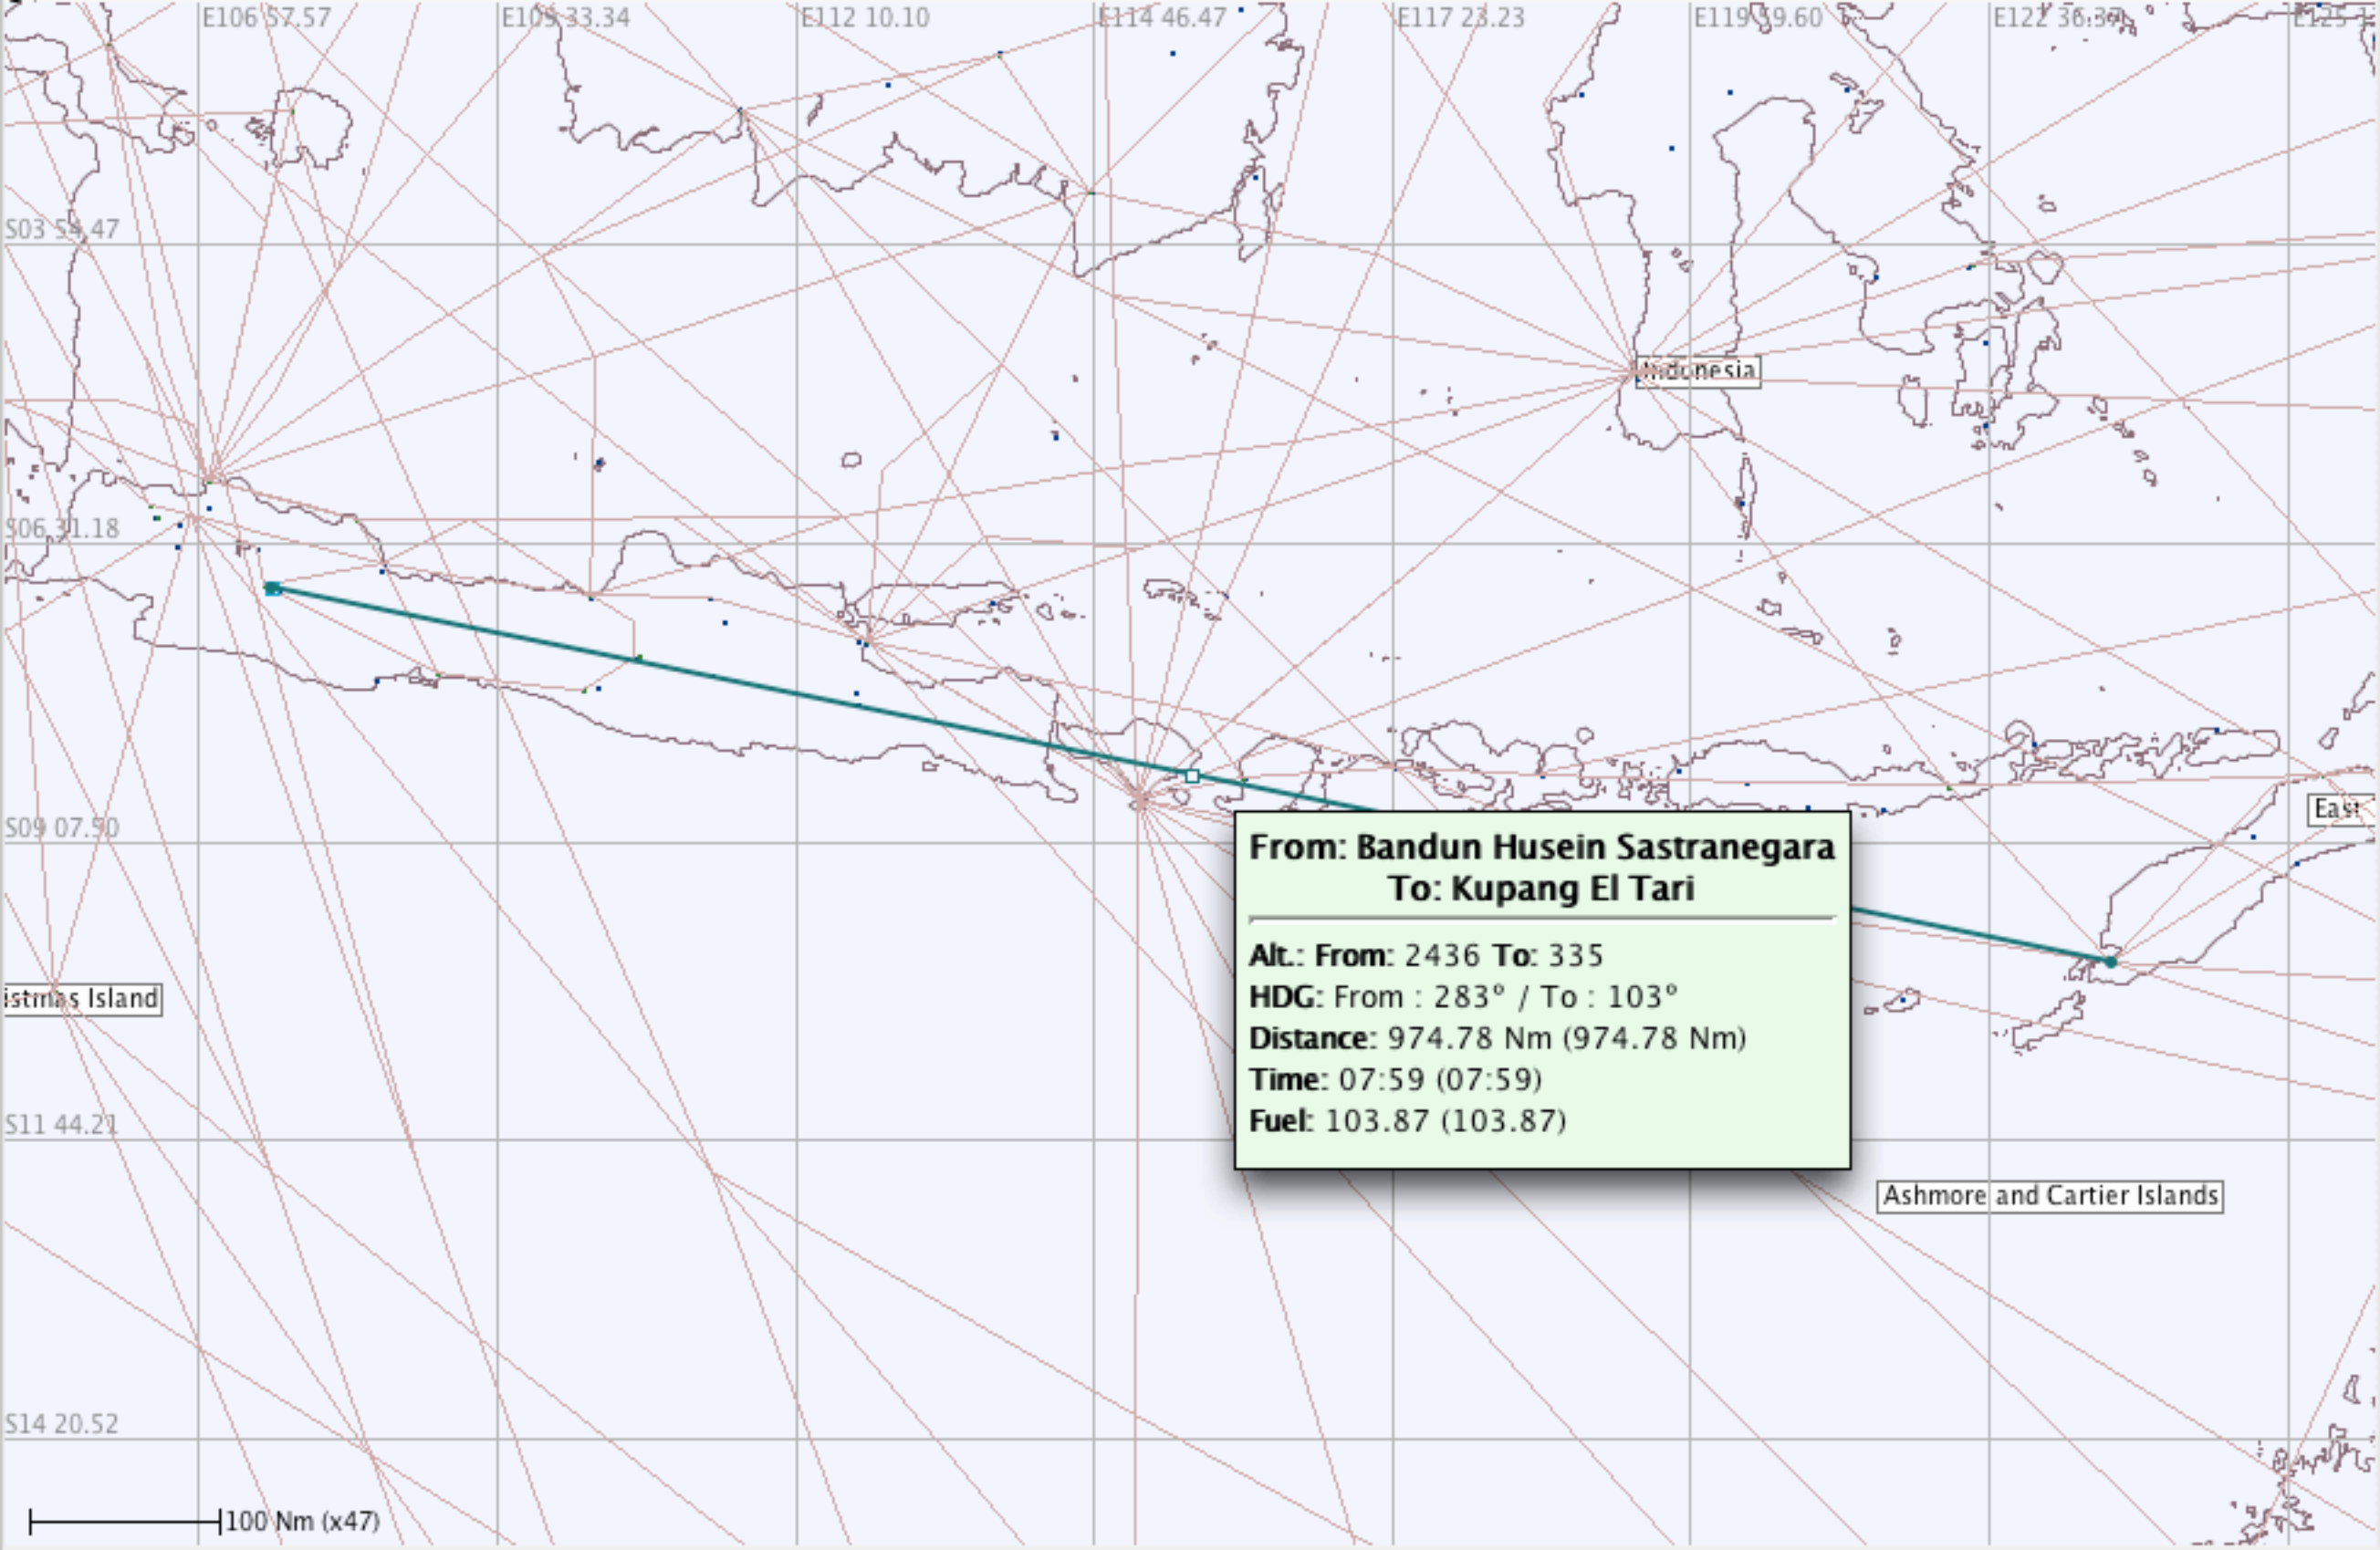 E106 57.57
E109 33.34
E112 10.10
E114 46.47
E117 23.23
E119 59.60
E122 36.37
S03 54.47
Indonesia
S06 31.18
S09 07.50
East
From: Bandun Husein Sastranegara
To: Kupang El Tari
Alt.: From: 2436 To: 335
HDG: From : 283° / To : 103°
Distance: 974.78 Nm (974.78 Nm)
Time: 07:59 (07:59)
Fuel: 103.87 (103.87)
istmas Island
S11 44.21
Ashmore and Cartier Islands
S14 20.52
100 Nm (x47)